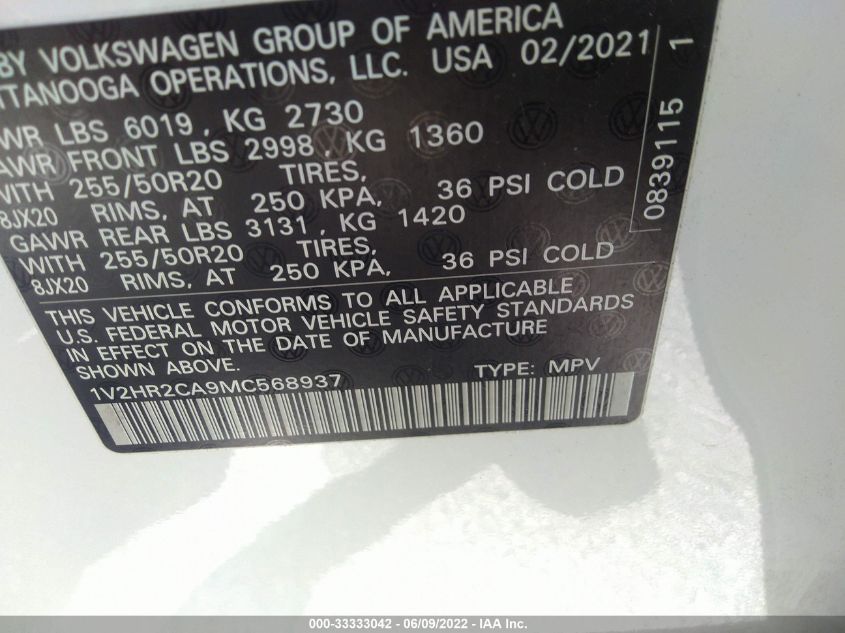 BY VOLKSWAGEN GROUP OF AMERICA
TTANOOGA OPERATIONS, LLC. USA 02/2021
WR LBS 6019, KG 2730
AWR FRONT LBS 2998, KG 1360
WITH 255/50R20 TIRES,
8JX20 RIMS, AT 250 KPA, 36 PSI COLD
GAWR REAR LBS 3131, KG 1420
WITH 255/50R20 TIRES,
8JX20 RIMS, AT 250 KPA, 36 PSI COLD
THIS VEHICLE CONFORMS TO ALL APPLICABLE
U.S. FEDERAL MOTOR VEHICLE SAFETY STANDARDS
IN EFFECT ON THE DATE OF MANUFACTURE
SHOWN ABOVE.
1V2HR2CA9MC568937 TYPE: MPV
0839115 1
000-33333042 - 06/09/2022 - IAA Inc.